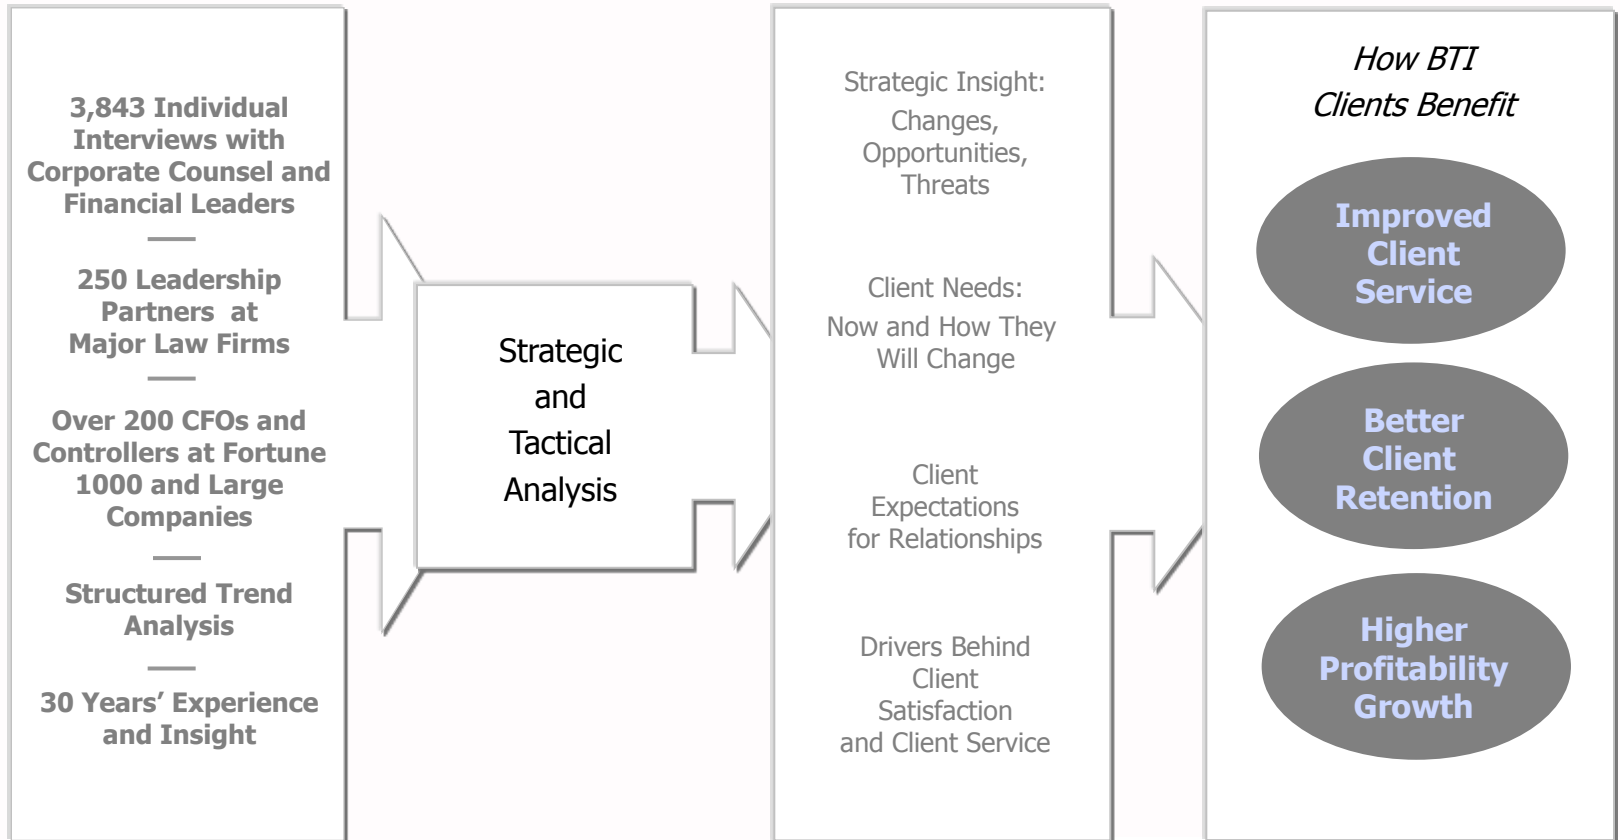 3,843 Individual
Interviews with
Corporate Counsel and
Financial Leaders
250 Leadership
Partners at
Major Law Firms
Over 200 CFOs and
Controllers at Fortune
1000 and Large
Companies
Structured Trend
Analysis
30 Years’ Experience
and Insight
Strategic
and
Tactical
Analysis
Strategic Insight:
Changes,
Opportunities,
Threats
Client Needs:
Now and How They
Will Change
Client
Expectations
for Relationships
Drivers Behind
Client
Satisfaction
and Client Service
How BTI
Clients Benefit
Improved
Client
Service
Better
Client
Retention
Higher
Profitability
Growth